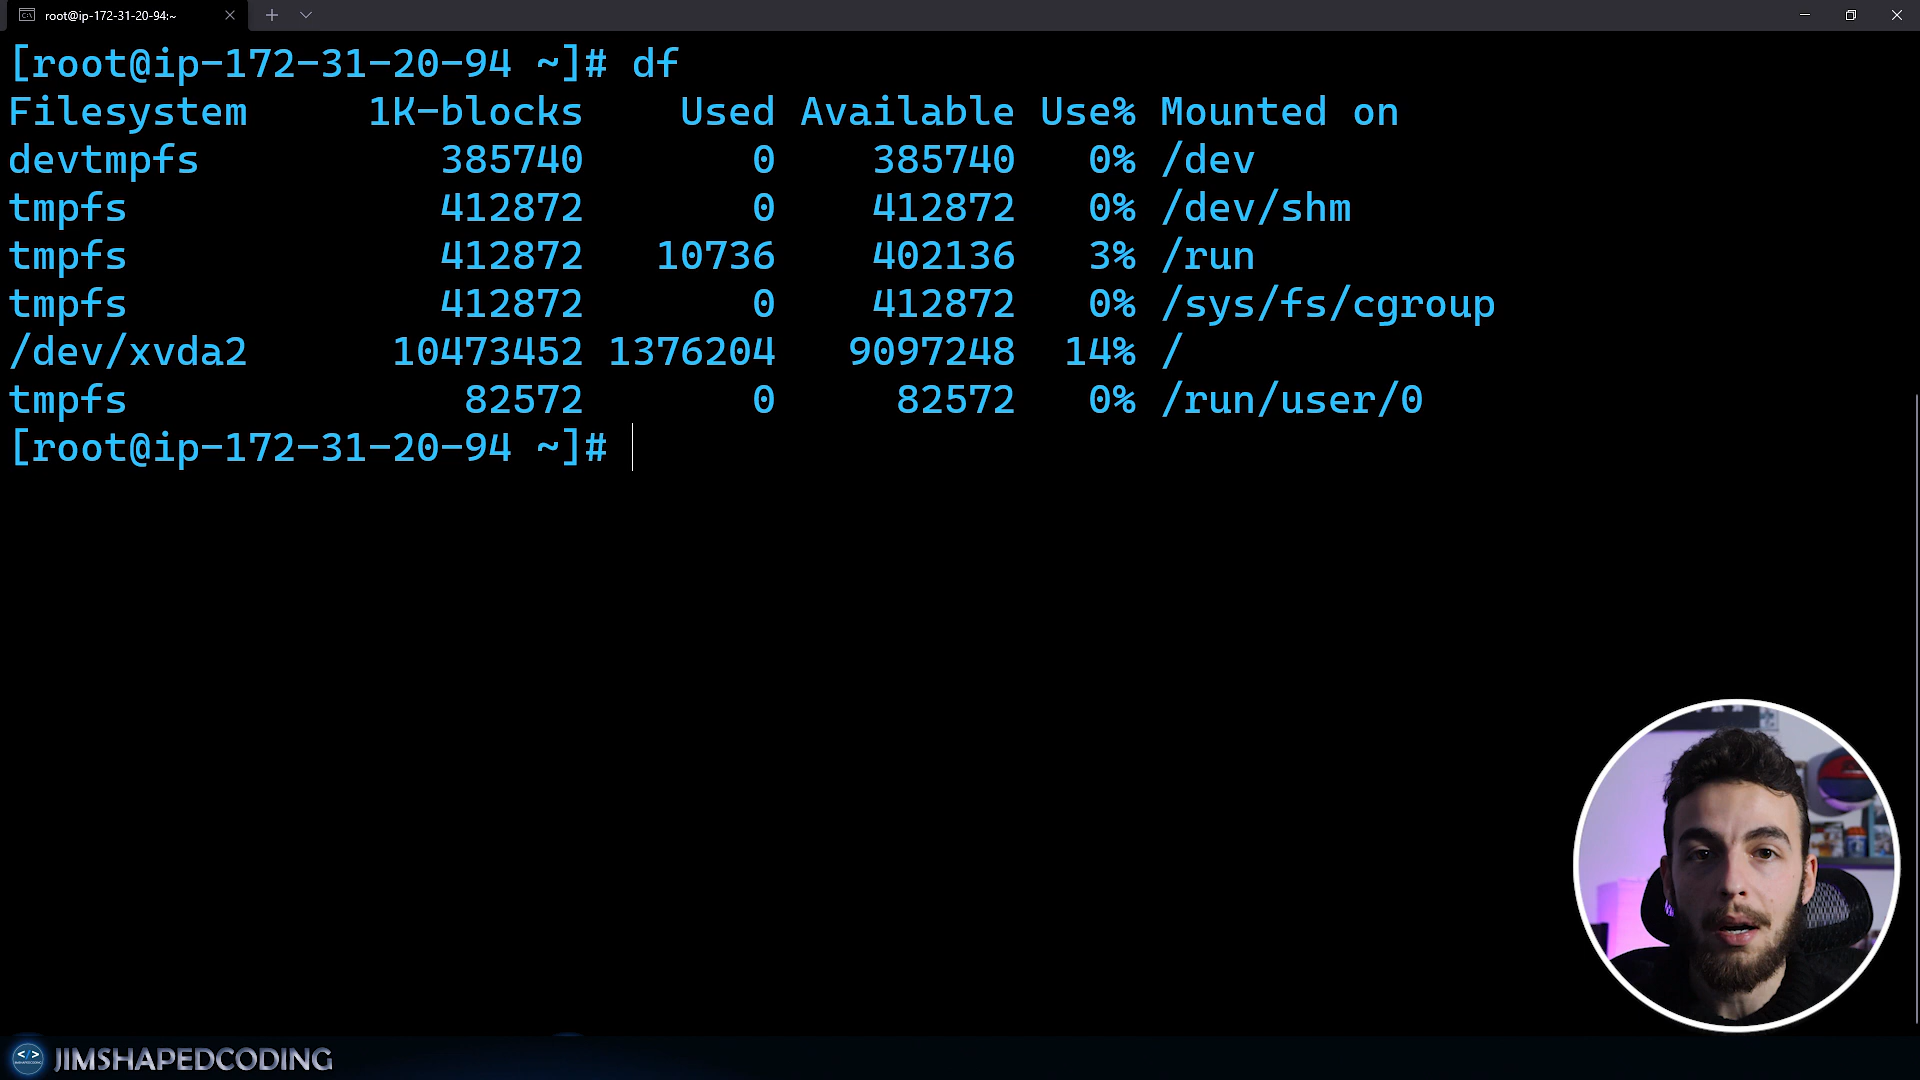 root@ip-172-31-20-94:~
[root@ip-172-31-20-94 ~]# df
Filesystem     1K-blocks    Used Available Use% Mounted on
devtmpfs          385740       0    385740   0% /dev
tmpfs             412872       0    412872   0% /dev/shm
tmpfs             412872   10736    402136   3% /run
tmpfs             412872       0    412872   0% /sys/fs/cgroup
/dev/xvda2      10473452 1376204   9097248  14% /
tmpfs              82572       0     82572   0% /run/user/0
[root@ip-172-31-20-94 ~]#
</> JIMSHAPEDCODING